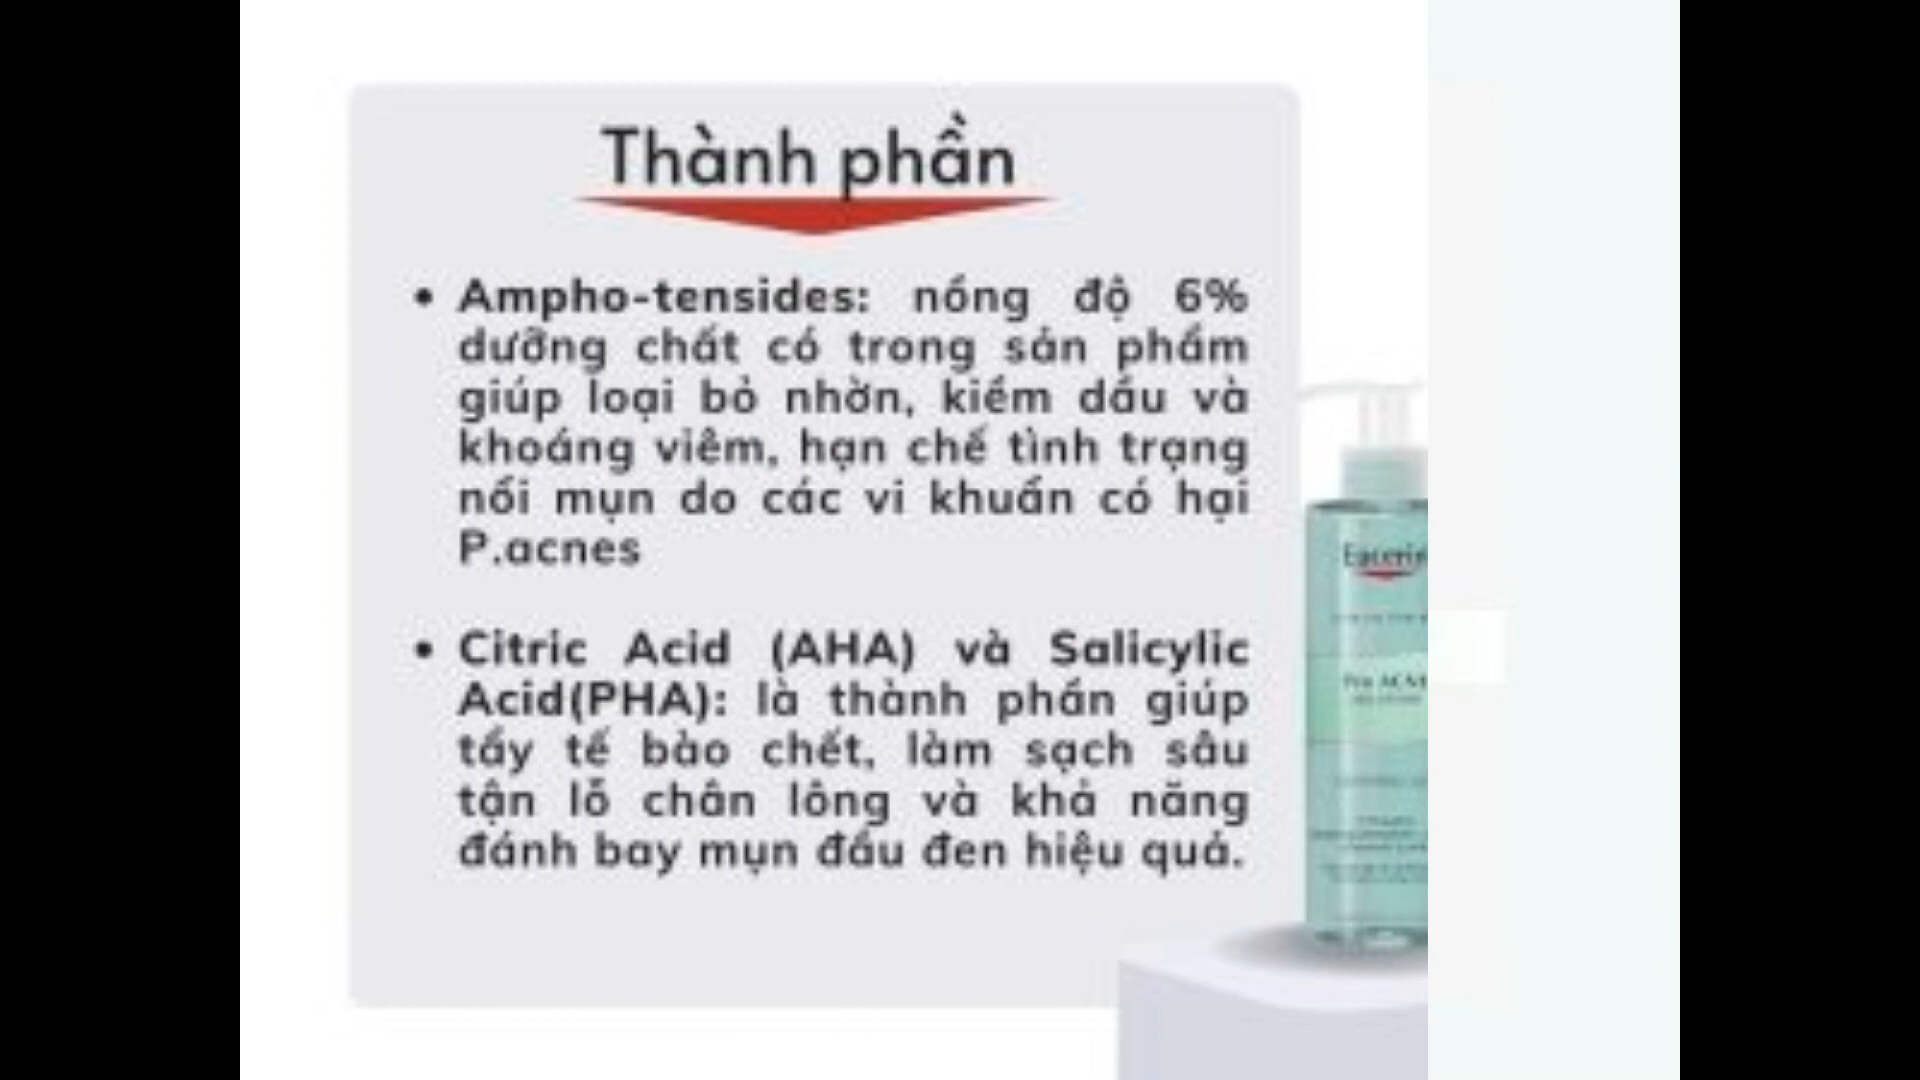 Thành phần
• Ampho-tensides: nồng độ 6%
dưỡng chất có trong sản phẩm
giúp loại bỏ nhờn, kiềm dầu và
khoáng viêm, hạn chế tình trạng
nổi mụn do các vi khuẩn có hại
P.acnes
• Citric Acid (AHA) và Salicylic
Acid(PHA): là thành phần giúp
tẩy tế bào chết, làm sạch sâu
tận lỗ chân lông và khả năng
đánh bay mụn đầu đen hiệu quả.
Eucerin
Pro ACNE